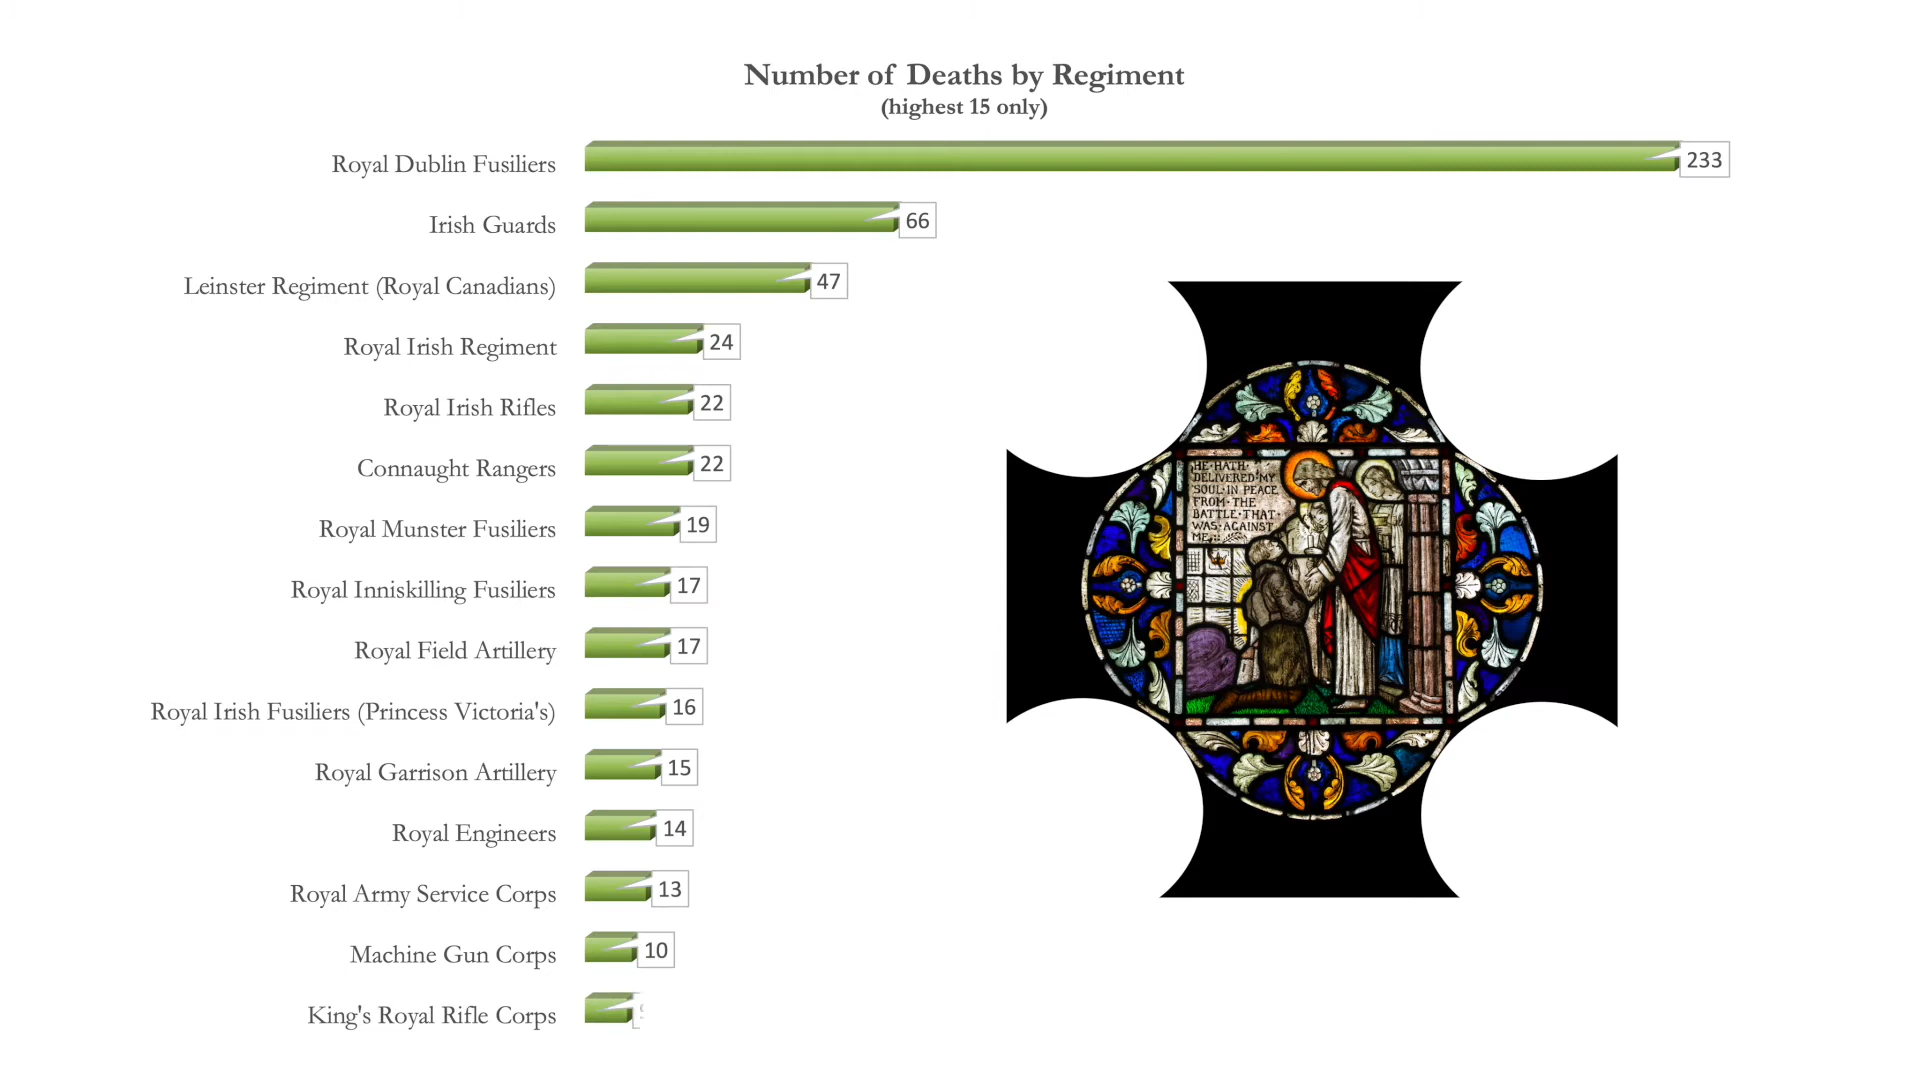 Number of Deaths by Regiment
(highest 15 only)
Royal Dublin Fusiliers 233
Irish Guards 66
Leinster Regiment (Royal Canadians) 47
Royal Irish Regiment 24
Royal Irish Rifles 22
Connaught Rangers 22
Royal Munster Fusiliers 19
Royal Inniskilling Fusiliers 17
Royal Field Artillery 17
Royal Irish Fusiliers (Princess Victoria's) 16
Royal Garrison Artillery 15
Royal Engineers 14
Royal Army Service Corps 13
Machine Gun Corps 10
King's Royal Rifle Corps
HE·HATH·
DELIVERED·MY
SOUL·IN PEACE
FROM·THE
BATTLE·THAT·
WAS·AGAINST
ME